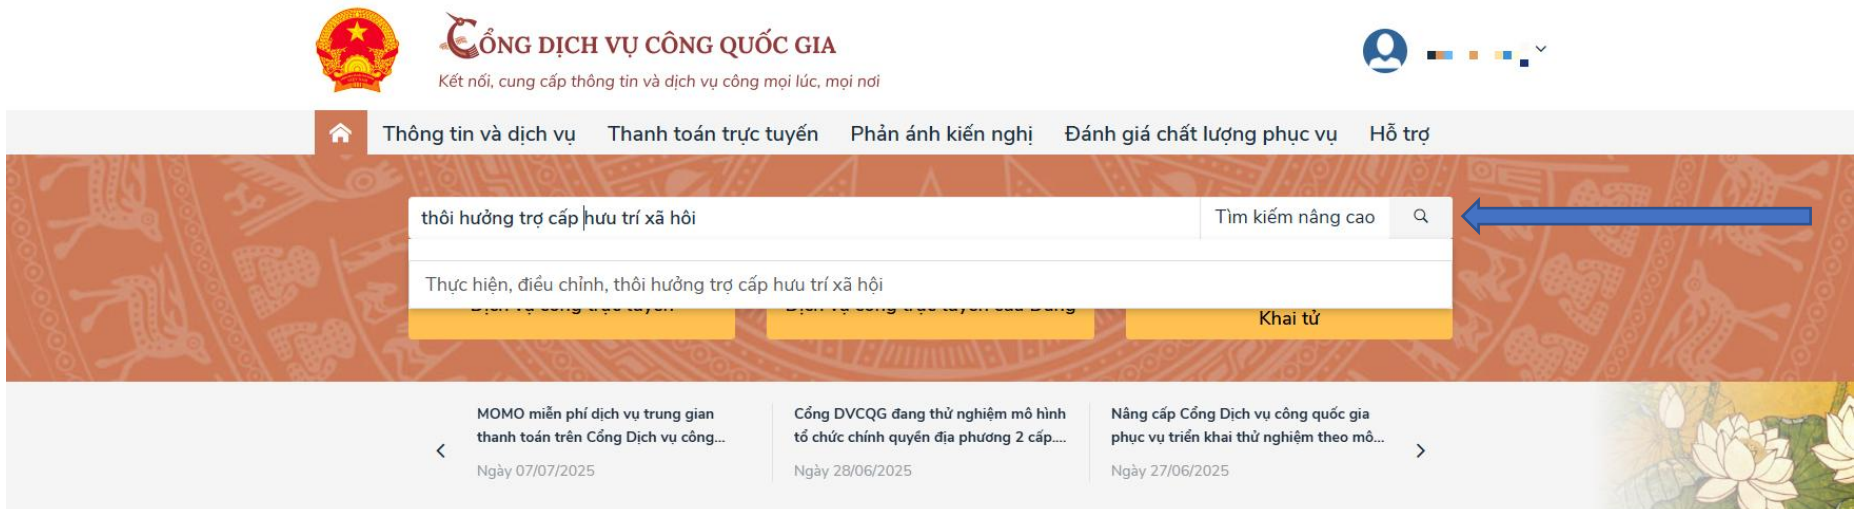 CỔNG DỊCH VỤ CÔNG QUỐC GIA
Kết nối, cung cấp thông tin và dịch vụ công mọi lúc, mọi nơi
Thông tin và dịch vụ Thanh toán trực tuyến Phản ánh kiến nghị Đánh giá chất lượng phục vụ Hỗ trợ
thôi hưởng trợ cấp hưu trí xã hôi Tìm kiếm nâng cao
Thực hiện, điều chỉnh, thôi hưởng trợ cấp hưu trí xã hội
Khai tử
MOMO miễn phí dịch vụ trung gian
thanh toán trên Cổng Dịch vụ công...
Ngày 07/07/2025
Cổng DVCQG đang thử nghiệm mô hình
tổ chức chính quyền địa phương 2 cấp....
Ngày 28/06/2025
Nâng cấp Cổng Dịch vụ công quốc gia
phục vụ triển khai thử nghiệm theo mô...
Ngày 27/06/2025